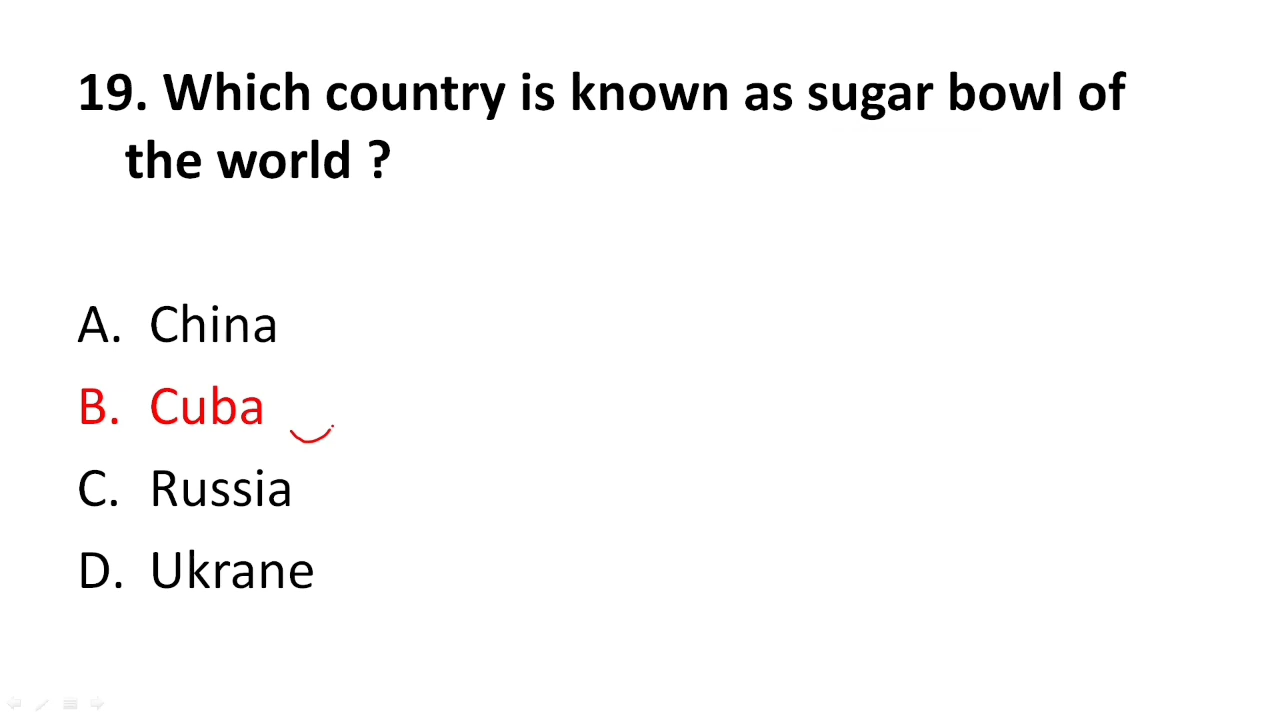 19. Which country is known as sugar bowl of
the world ?
A. China
B. Cuba
C. Russia
D. Ukrane